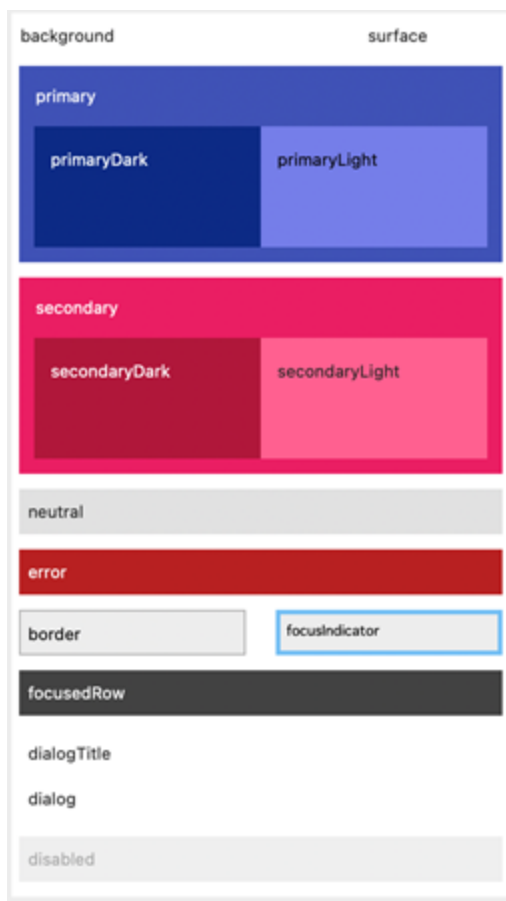 background surface
primary
primaryDark primaryLight
secondary
secondaryDark secondaryLight
neutral
error
border focusIndicator
focusedRow
dialogTitle
dialog
disabled